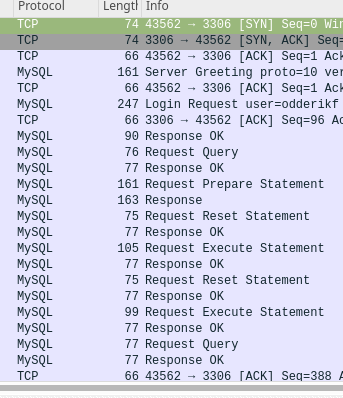 Protocol Length Info
TCP 74 43562 → 3306 [SYN] Seq=0 Win
TCP 74 3306 → 43562 [SYN, ACK] Seq=
TCP 66 43562 → 3306 [ACK] Seq=1 Ack
MySQL 161 Server Greeting proto=10 ver
TCP 66 43562 → 3306 [ACK] Seq=1 Ack
MySQL 247 Login Request user=odderikf
TCP 66 3306 → 43562 [ACK] Seq=96 Ac
MySQL 90 Response OK
MySQL 76 Request Query
MySQL 77 Response OK
MySQL 161 Request Prepare Statement
MySQL 163 Response
MySQL 75 Request Reset Statement
MySQL 77 Response OK
MySQL 105 Request Execute Statement
MySQL 77 Response OK
MySQL 75 Request Reset Statement
MySQL 77 Response OK
MySQL 99 Request Execute Statement
MySQL 77 Response OK
MySQL 77 Request Query
MySQL 77 Response OK
TCP 66 43562 → 3306 [ACK] Seq=388 A